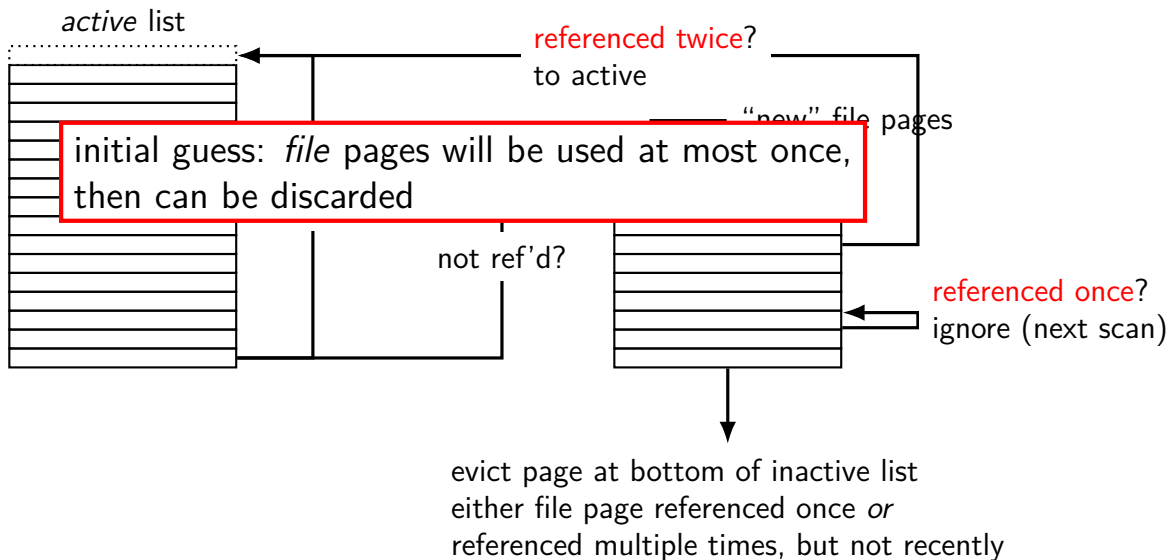 active list
referenced twice?
to active
“new” file pages
initial guess: file pages will be used at most once,
then can be discarded
not ref’d?
referenced once?
ignore (next scan)
evict page at bottom of inactive list
either file page referenced once or
referenced multiple times, but not recently